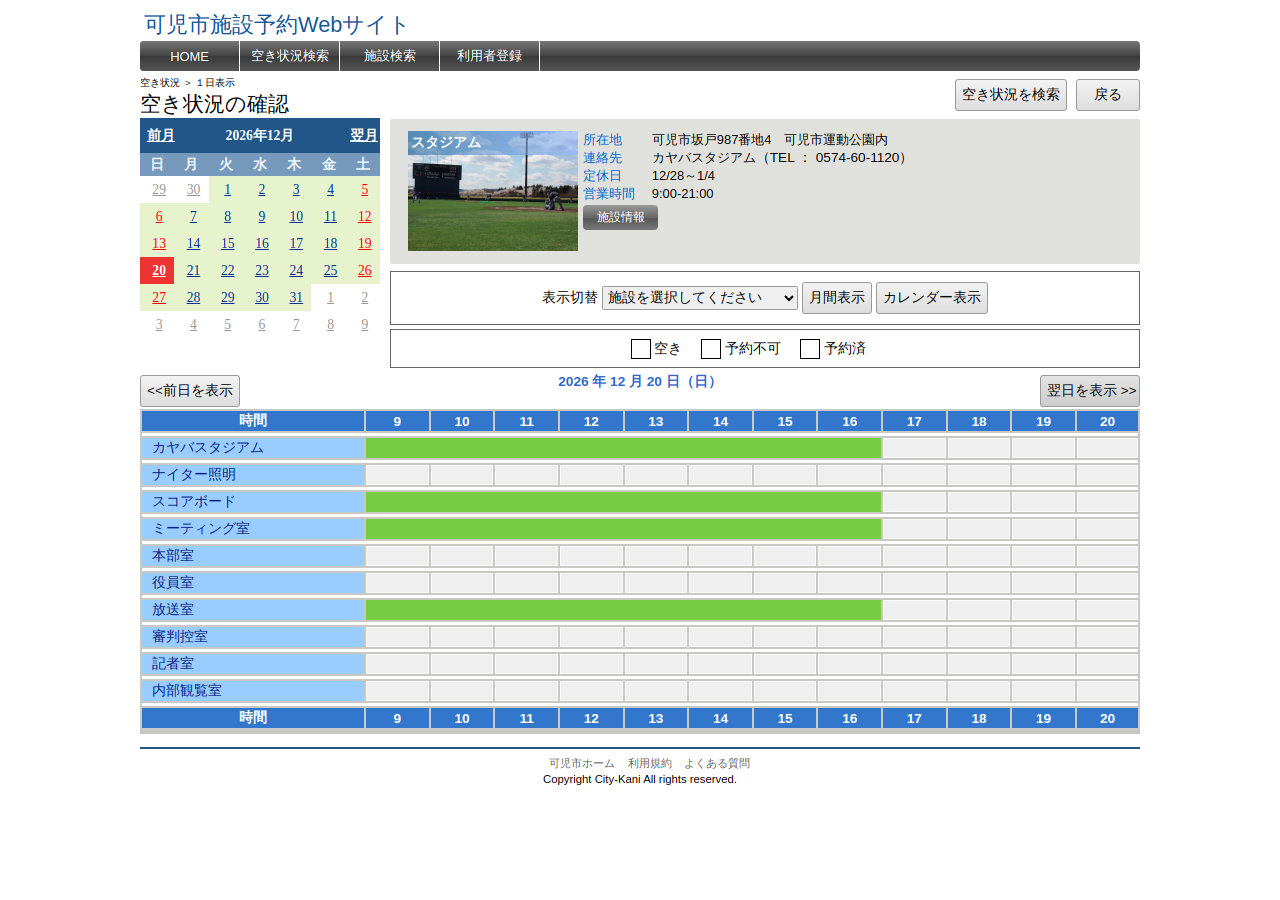 可児市施設予約Webサイト
HOME 空き状況検索 施設検索 利用者登録
空き状況 ＞ １日表示
空き状況の確認
空き状況を検索 戻る
前月 2026年12月 翌月
日 月 火 水 木 金 土
29 30 1 2 3 4 5
6 7 8 9 10 11 12
13 14 15 16 17 18 19
20 21 22 23 24 25 26
27 28 29 30 31 1 2
3 4 5 6 7 8 9
スタジアム
所在地 可児市坂戸987番地4　可児市運動公園内
連絡先 カヤバスタジアム（TEL ： 0574-60-1120）
定休日 12/28～1/4
営業時間 9:00-21:00
施設情報
表示切替 施設を選択してください 月間表示 カレンダー表示
空き 予約不可 予約済
<<前日を表示 2026 年 12 月 20 日（日） 翌日を表示 >>
時間 9 10 11 12 13 14 15 16 17 18 19 20
カヤバスタジアム
ナイター照明
スコアボード
ミーティング室
本部室
役員室
放送室
審判控室
記者室
内部観覧室
時間 9 10 11 12 13 14 15 16 17 18 19 20
可児市ホーム 利用規約 よくある質問
Copyright City-Kani All rights reserved.